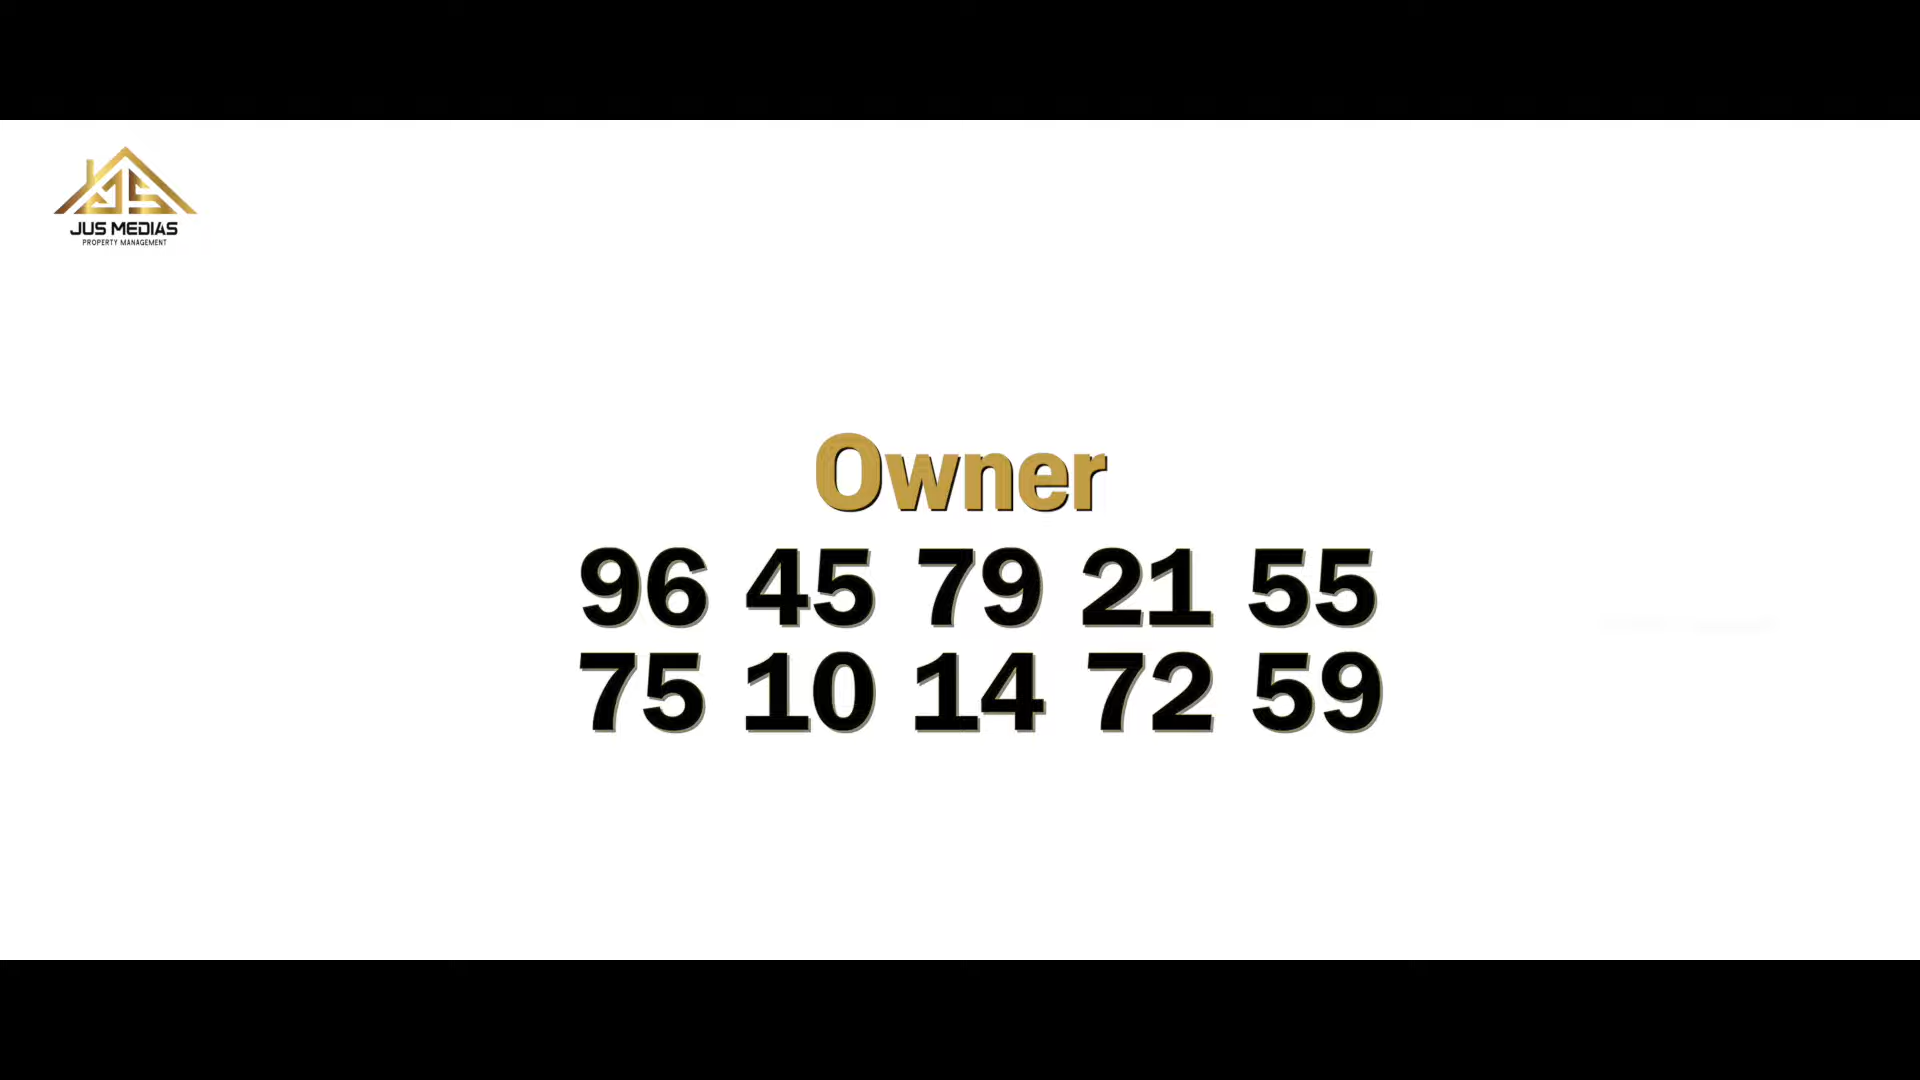 JUS MEDIAS
PROPERTY MANAGEMENT
Owner
96 45 79 21 55
75 10 14 72 59